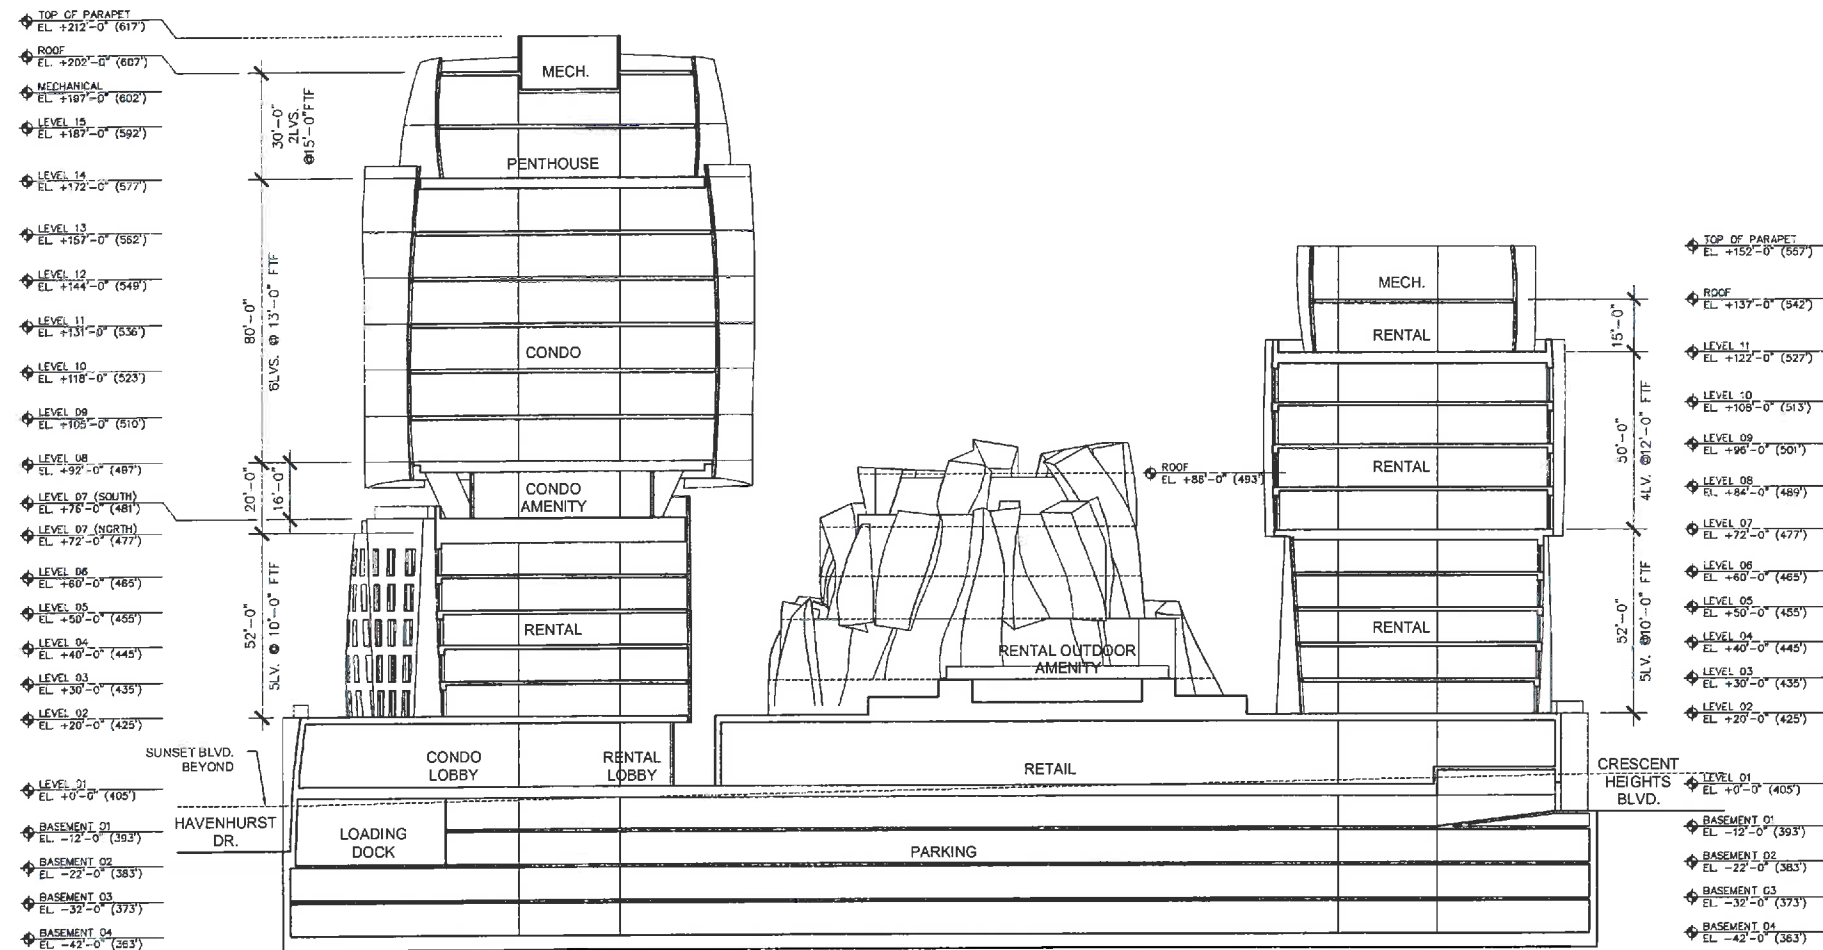 TOP OF PARAPET
EL. +212'-0" (617')
ROOF
EL. +202'-0" (607')
MECHANICAL
EL. +197'-0" (602')
LEVEL 15
EL. +187'-0" (592')
LEVEL 14
EL. +172'-0" (577')
LEVEL 13
EL. +157'-0" (562')
LEVEL 12
EL. +144'-0" (549')
LEVEL 11
EL. +131'-0" (536')
LEVEL 10
EL. +118'-0" (523')
LEVEL 09
EL. +105'-0" (510')
LEVEL 08
EL. +92'-0" (497')
LEVEL 07 (SOUTH)
EL. +76'-0" (481')
LEVEL 07 (NORTH)
EL. +72'-0" (477')
LEVEL 06
EL. +60'-0" (465')
LEVEL 05
EL. +50'-0" (455')
LEVEL 04
EL. +40'-0" (445')
LEVEL 03
EL. +30'-0" (435')
LEVEL 02
EL. +20'-0" (425')
SUNSET BLVD.
BEYOND
LEVEL 01
EL. +0'-0" (405')
HAVENHURST
DR.
BASEMENT 01
EL. -12'-0" (393')
BASEMENT 02
EL. -22'-0" (383')
BASEMENT 03
EL. -32'-0" (373')
BASEMENT 04
EL. -42'-0" (363')
30'-0"
2LVS.
@15'-0"FTF
80'-0"
6LVS. @ 13'-0" FTF
20'-0"
16'-0"
52'-0"
5LV. @ 10'-0" FTF
MECH.
PENTHOUSE
CONDO
CONDO
AMENITY
RENTAL
CONDO
LOBBY
RENTAL
LOBBY
LOADING
DOCK
RENTAL OUTDOOR
AMENITY
RETAIL
PARKING
ROOF
EL. +88'-0" (493')
MECH.
RENTAL
RENTAL
RENTAL
15'-0"
50'-0"
4LV. @12'-0" FTF
52'-0"
5LV. @10'-0" FTF
CRESCENT
HEIGHTS
BLVD.
TOP OF PARAPET
EL. +152'-0" (557')
ROOF
EL. +137'-0" (542')
LEVEL 11
EL. +122'-0" (527')
LEVEL 10
EL. +108'-0" (513')
LEVEL 09
EL. +96'-0" (501')
LEVEL 08
EL. +84'-0" (489')
LEVEL 07
EL. +72'-0" (477')
LEVEL 06
EL. +60'-0" (465')
LEVEL 05
EL. +50'-0" (455')
LEVEL 04
EL. +40'-0" (445')
LEVEL 03
EL. +30'-0" (435')
LEVEL 02
EL. +20'-0" (425')
LEVEL 01
EL. +0'-0" (405')
BASEMENT 01
EL. -12'-0" (393')
BASEMENT 02
EL. -22'-0" (383')
BASEMENT 03
EL. -32'-0" (373')
BASEMENT 04
EL. -42'-0" (363')